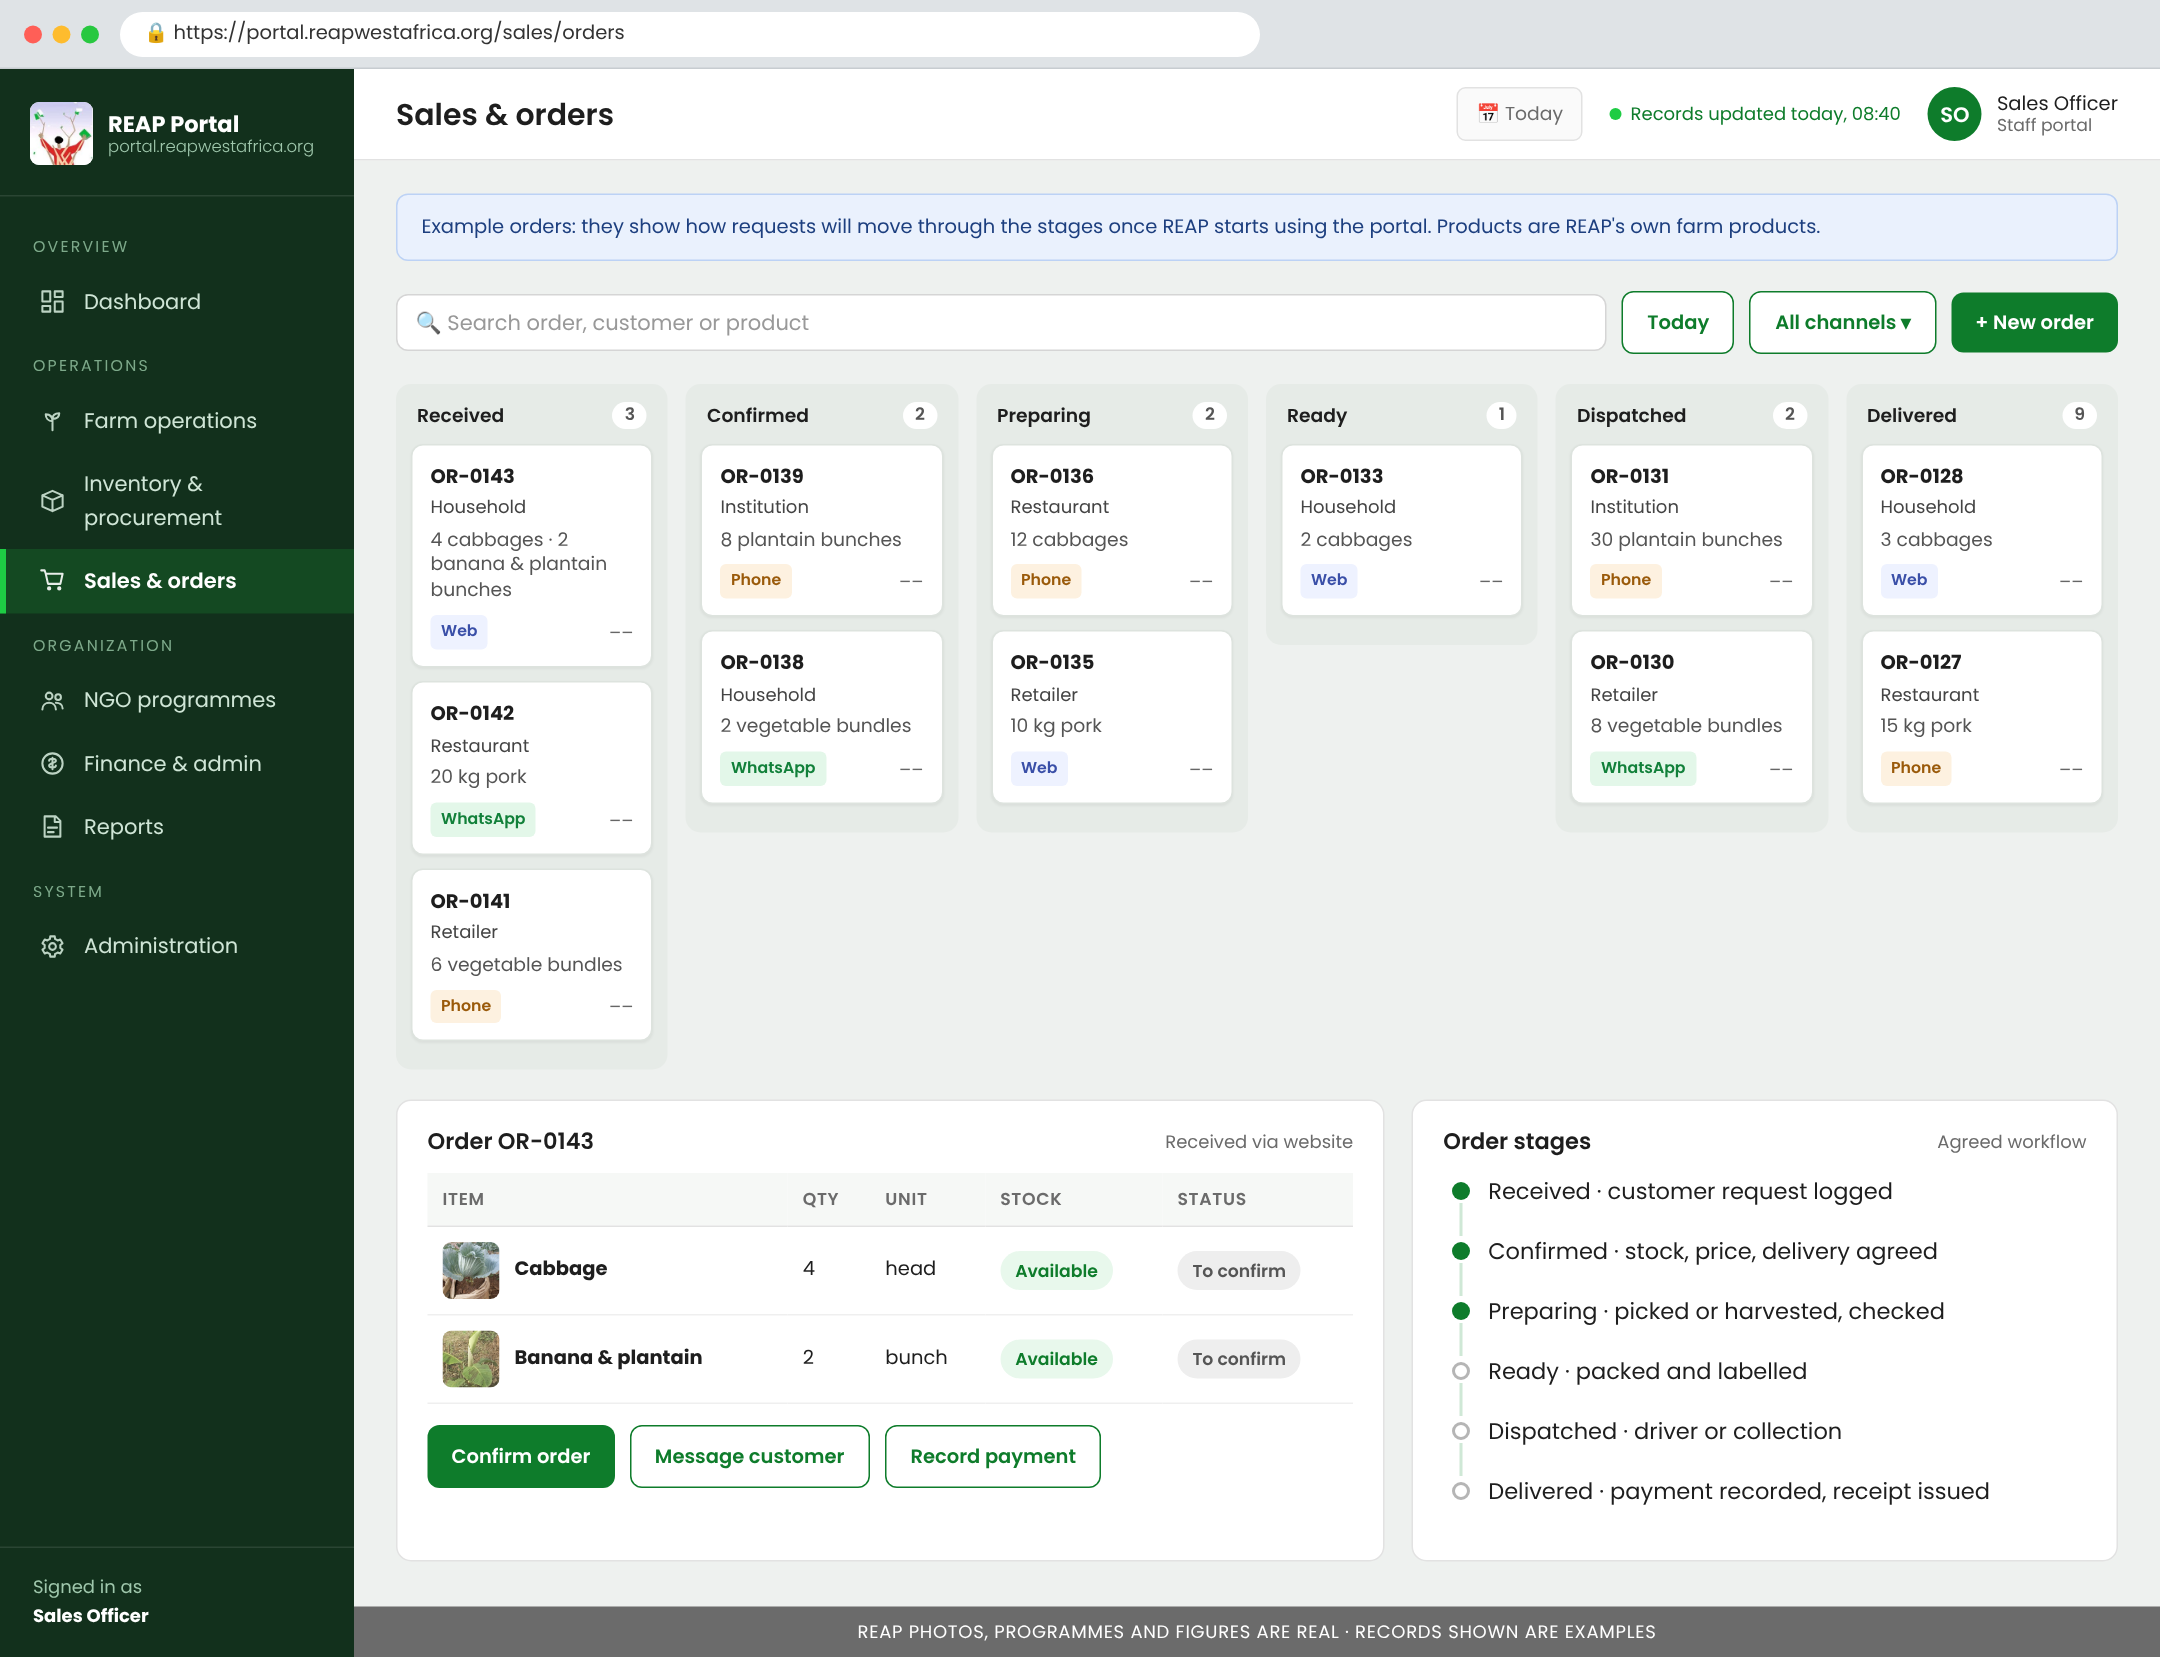 https://portal.reapwestafrica.org/sales/orders
REAP Portal
portal.reapwestafrica.org
OVERVIEW
Dashboard
OPERATIONS
Farm operations
Inventory &
procurement
Sales & orders
ORGANIZATION
NGO programmes
Finance & admin
Reports
SYSTEM
Administration
Signed in as
Sales Officer
Sales & orders
Today
Records updated today, 08:40
SO
Sales Officer
Staff portal
Example orders: they show how requests will move through the stages once REAP starts using the portal. Products are REAP's own farm products.
Search order, customer or product
Today
All channels ▾
+ New order
Received 3
OR-0143
Household
4 cabbages · 2
banana & plantain
bunches
Web --
OR-0142
Restaurant
20 kg pork
WhatsApp --
OR-0141
Retailer
6 vegetable bundles
Phone --
Confirmed 2
OR-0139
Institution
8 plantain bunches
Phone --
OR-0138
Household
2 vegetable bundles
WhatsApp --
Preparing 2
OR-0136
Restaurant
12 cabbages
Phone --
OR-0135
Retailer
10 kg pork
Web --
Ready 1
OR-0133
Household
2 cabbages
Web --
Dispatched 2
OR-0131
Institution
30 plantain bunches
Phone --
OR-0130
Retailer
8 vegetable bundles
WhatsApp --
Delivered 9
OR-0128
Household
3 cabbages
Web --
OR-0127
Restaurant
15 kg pork
Phone --
Order OR-0143 Received via website
ITEM QTY UNIT STOCK STATUS
Cabbage 4 head Available To confirm
Banana & plantain 2 bunch Available To confirm
Confirm order
Message customer
Record payment
Order stages Agreed workflow
Received · customer request logged
Confirmed · stock, price, delivery agreed
Preparing · picked or harvested, checked
Ready · packed and labelled
Dispatched · driver or collection
Delivered · payment recorded, receipt issued
REAP PHOTOS, PROGRAMMES AND FIGURES ARE REAL · RECORDS SHOWN ARE EXAMPLES